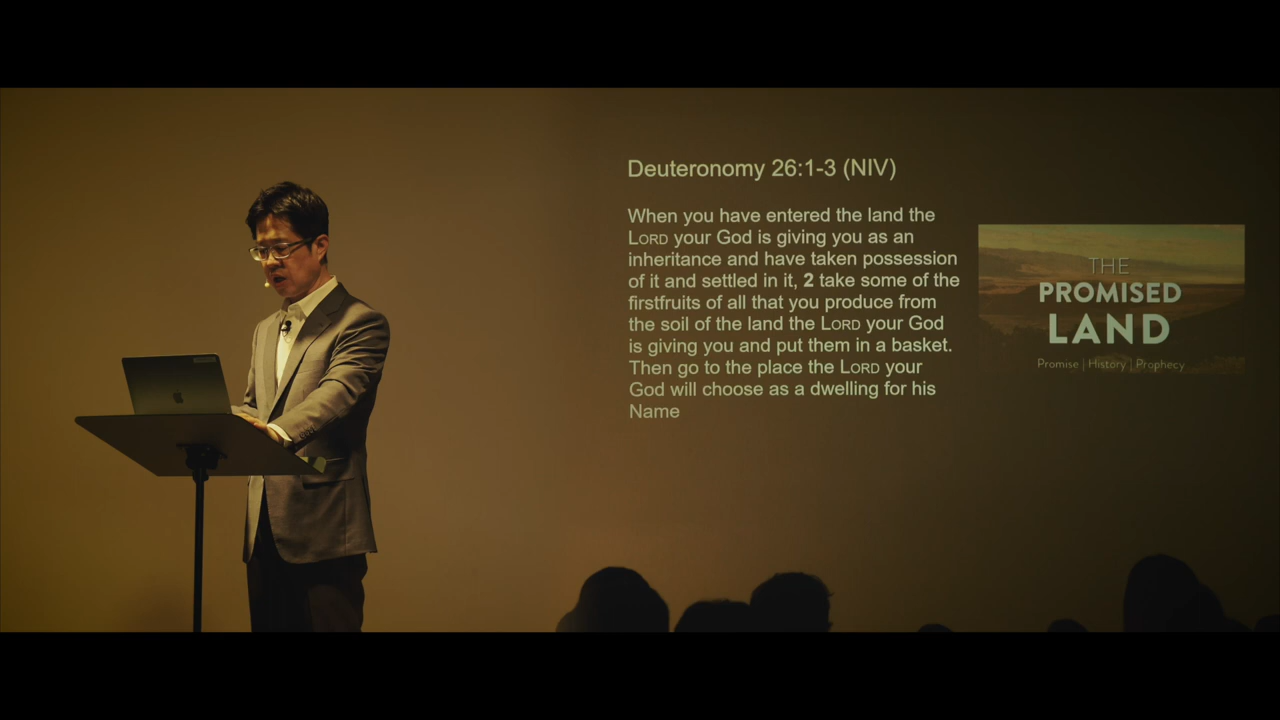 Deuteronomy 26:1-3 (NIV)
When you have entered the land the
LORD your God is giving you as an
inheritance and have taken possession
of it and settled in it, 2 take some of the
firstfruits of all that you produce from
the soil of the land the LORD your God
is giving you and put them in a basket.
Then go to the place the LORD your
God will choose as a dwelling for his
Name
THE
PROMISED
LAND
Promise | History | Prophecy